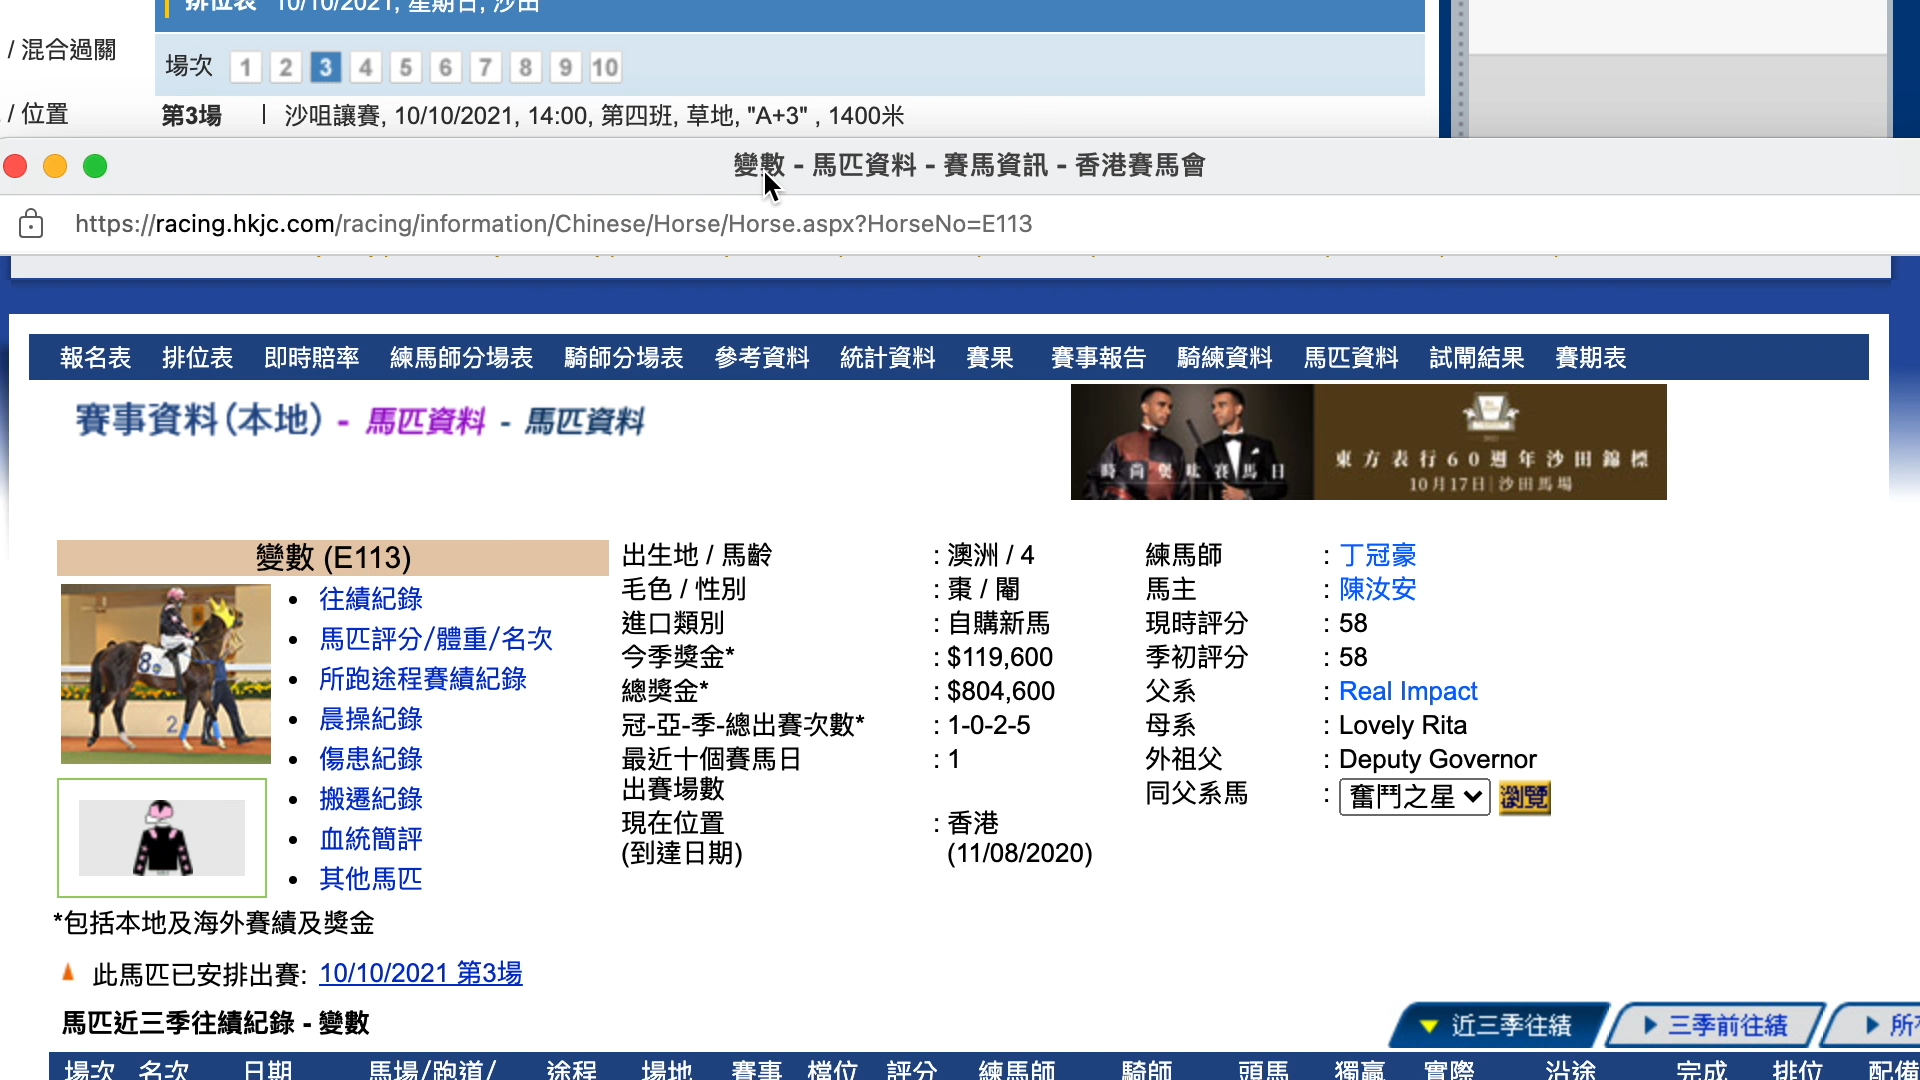 排位表 10/10/2021, 星期日, 沙田
/ 混合過關
場次 1 2 3 4 5 6 7 8 9 10
/ 位置
第3場 | 沙咀讓賽, 10/10/2021, 14:00, 第四班, 草地, "A+3" , 1400米
變數 - 馬匹資料 - 賽馬資訊 - 香港賽馬會
https://racing.hkjc.com/racing/information/Chinese/Horse/Horse.aspx?HorseNo=E113
報名表 排位表 即時賠率 練馬師分場表 騎師分場表 參考資料 統計資料 賽果 賽事報告 騎練資料 馬匹資料 試閘結果 賽期表
賽事資料(本地) - 馬匹資料 - 馬匹資料
時尚煲呔賽馬日
東方表行60週年沙田錦標
10月17日|沙田馬場
變數 (E113)
往績紀錄
馬匹評分/體重/名次
所跑途程賽績紀錄
晨操紀錄
傷患紀錄
搬遷紀錄
血統簡評
其他馬匹
出生地 / 馬齡 : 澳洲 / 4
毛色 / 性別 : 棗 / 閹
進口類別 : 自購新馬
今季獎金* : $119,600
總獎金* : $804,600
冠-亞-季-總出賽次數* : 1-0-2-5
最近十個賽馬日 : 1
出賽場數
現在位置 : 香港
(到達日期) (11/08/2020)
練馬師 : 丁冠豪
馬主 : 陳汝安
現時評分 : 58
季初評分 : 58
父系 : Real Impact
母系 : Lovely Rita
外祖父 : Deputy Governor
同父系馬 : 奮鬥之星 瀏覽
*包括本地及海外賽績及獎金
此馬匹已安排出賽: 10/10/2021 第3場
馬匹近三季往績紀錄 - 變數
近三季往績 三季前往績 所
場次 名次 日期 馬場/跑道/ 途程 場地 賽事 檔位 評分 練馬師 騎師 頭馬 獨贏 實際 沿途 完成 排位 配備